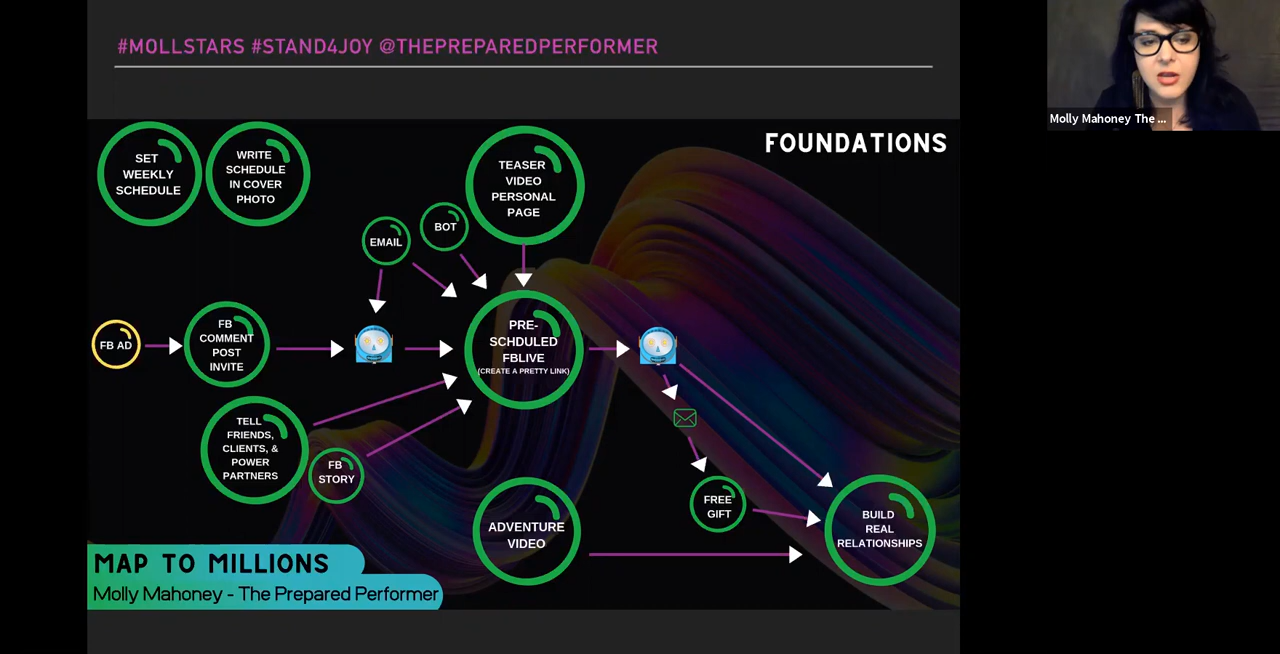 #MOLLSTARS #STAND4JOY @THEPREPAREDPERFORMER
Molly Mahoney The ...
FOUNDATIONS
SET
WEEKLY
SCHEDULE
WRITE
SCHEDULE
IN COVER
PHOTO
TEASER
VIDEO
PERSONAL
PAGE
EMAIL
BOT
FB AD
FB
COMMENT
POST
INVITE
PRE-
SCHDULED
FBLIVE
(CREATE A PRETTY LINK)
TELL
FRIENDS,
CLIENTS, &
POWER
PARTNERS
FB
STORY
ADVENTURE
VIDEO
FREE
GIFT
BUILD
REAL
RELATIONSHIPS
MAP TO MILLIONS
Molly Mahoney - The Prepared Performer